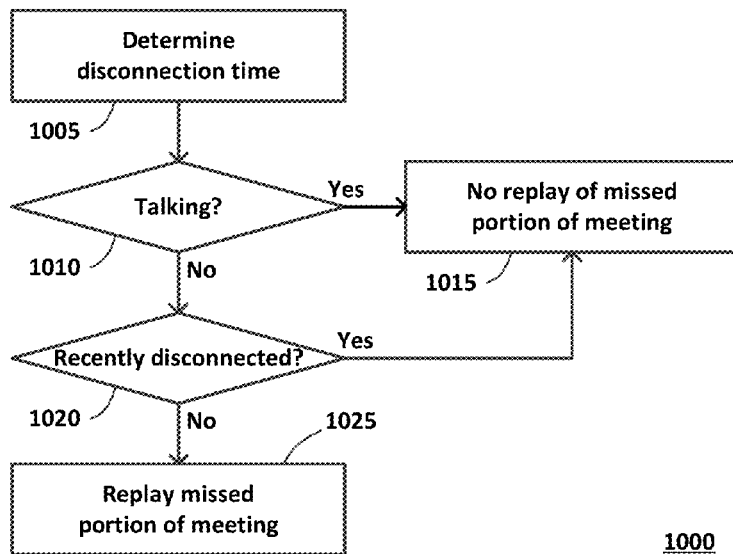 Determine
disconnection time
1005
Talking?
Yes
No replay of missed
portion of meeting
1010
No
1015
Recently disconnected?
Yes
1020
No
1025
Replay missed
portion of meeting
1000